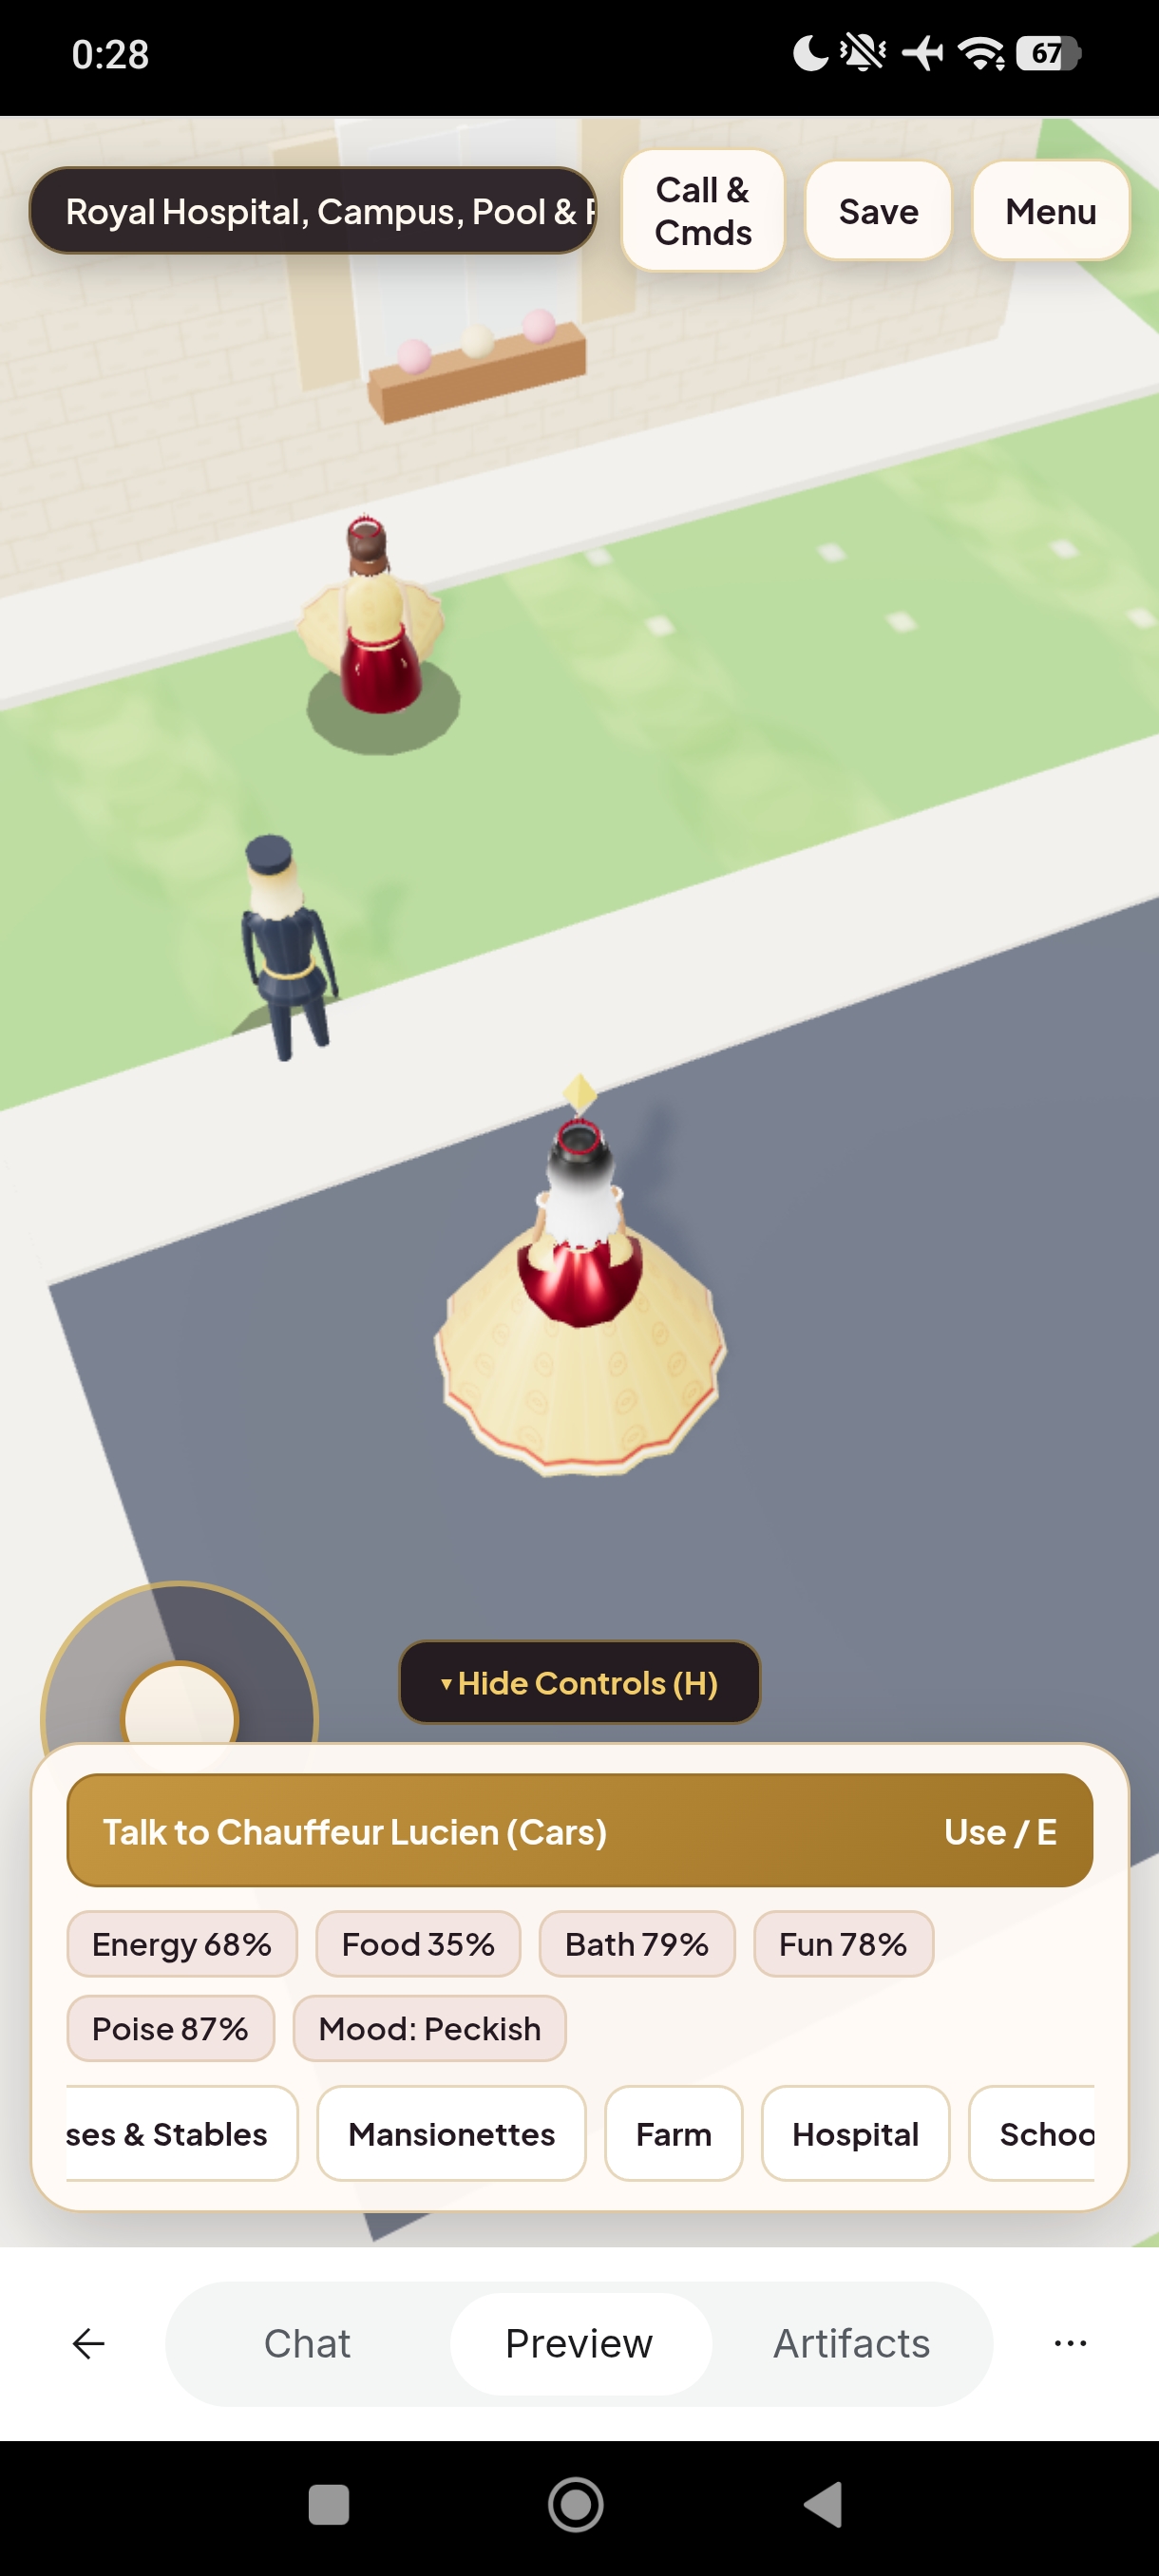 0:28
67
Royal Hospital, Campus, Pool &
Call &
Cmds
Save
Menu
▾ Hide Controls (H)
Talk to Chauffeur Lucien (Cars)
Use / E
Energy 68%
Food 35%
Bath 79%
Fun 78%
Poise 87%
Mood: Peckish
ses & Stables
Mansionettes
Farm
Hospital
Schoo
Chat
Preview
Artifacts